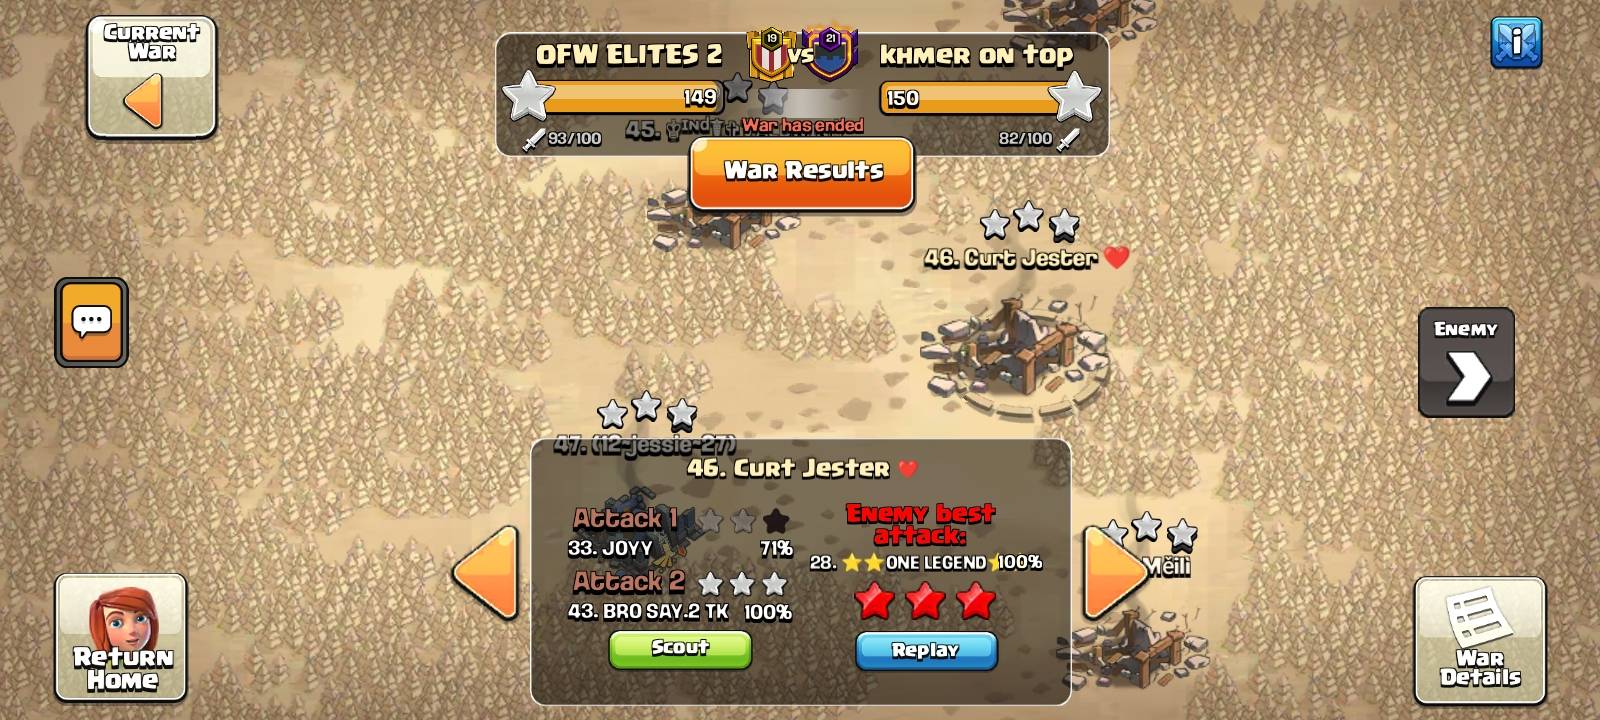 Current
War
OFW ELITES 2
19
VS
21
KHMER ON TOP
149
150
93/100
45.
War has ended
82/100
War Results
46. Curt Jester ❤️
Enemy
47. (12-jessie-27)
46. Curt Jester ❤️
Attack 1
33. JOYY
71%
Attack 2
43. BRO SAY.2 TK
100%
Scout
Enemy best
attack:
28. ⭐⭐ONE LEGEND⭐
100%
Replay
Měili
Return
Home
War
Details